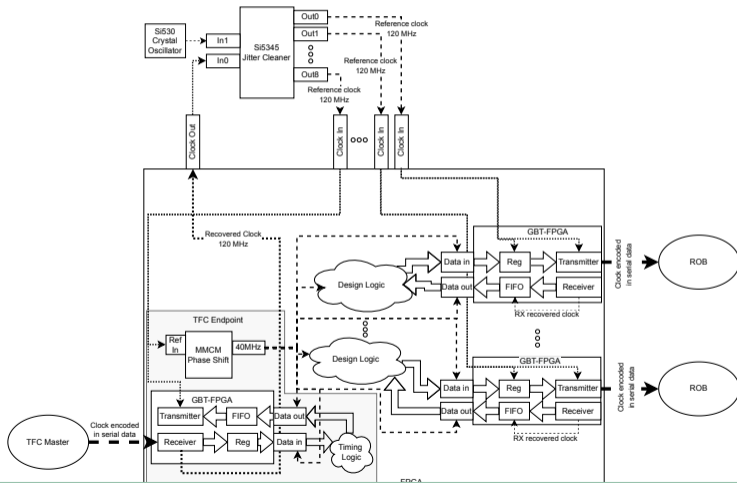 Si530
Crystal
Oscillator
In1
In0
Si5345
Jitter Cleaner
Out0
Out1
Out8
Reference clock
120 MHz
Reference clock
120 MHz
Reference clock
120 MHz
Clock Out
Clock In
Clock In
Clock In
Recovered Clock
120 MHz
GBT-FPGA
Data in
Reg
Transmitter
Data out
FIFO
Receiver
RX recovered clock
Clock encoded
in serial data
ROB
Design Logic
TFC Endpoint
Ref
In
MMCM
Phase Shift
40MHz
Design Logic
GBT-FPGA
Data in
Reg
Transmitter
Data out
FIFO
Receiver
RX recovered clock
Clock encoded
in serial data
ROB
GBT-FPGA
Transmitter
FIFO
Data out
Receiver
Reg
Data in
Timing
Logic
TFC Master
Clock encoded
in serial data
FPGA